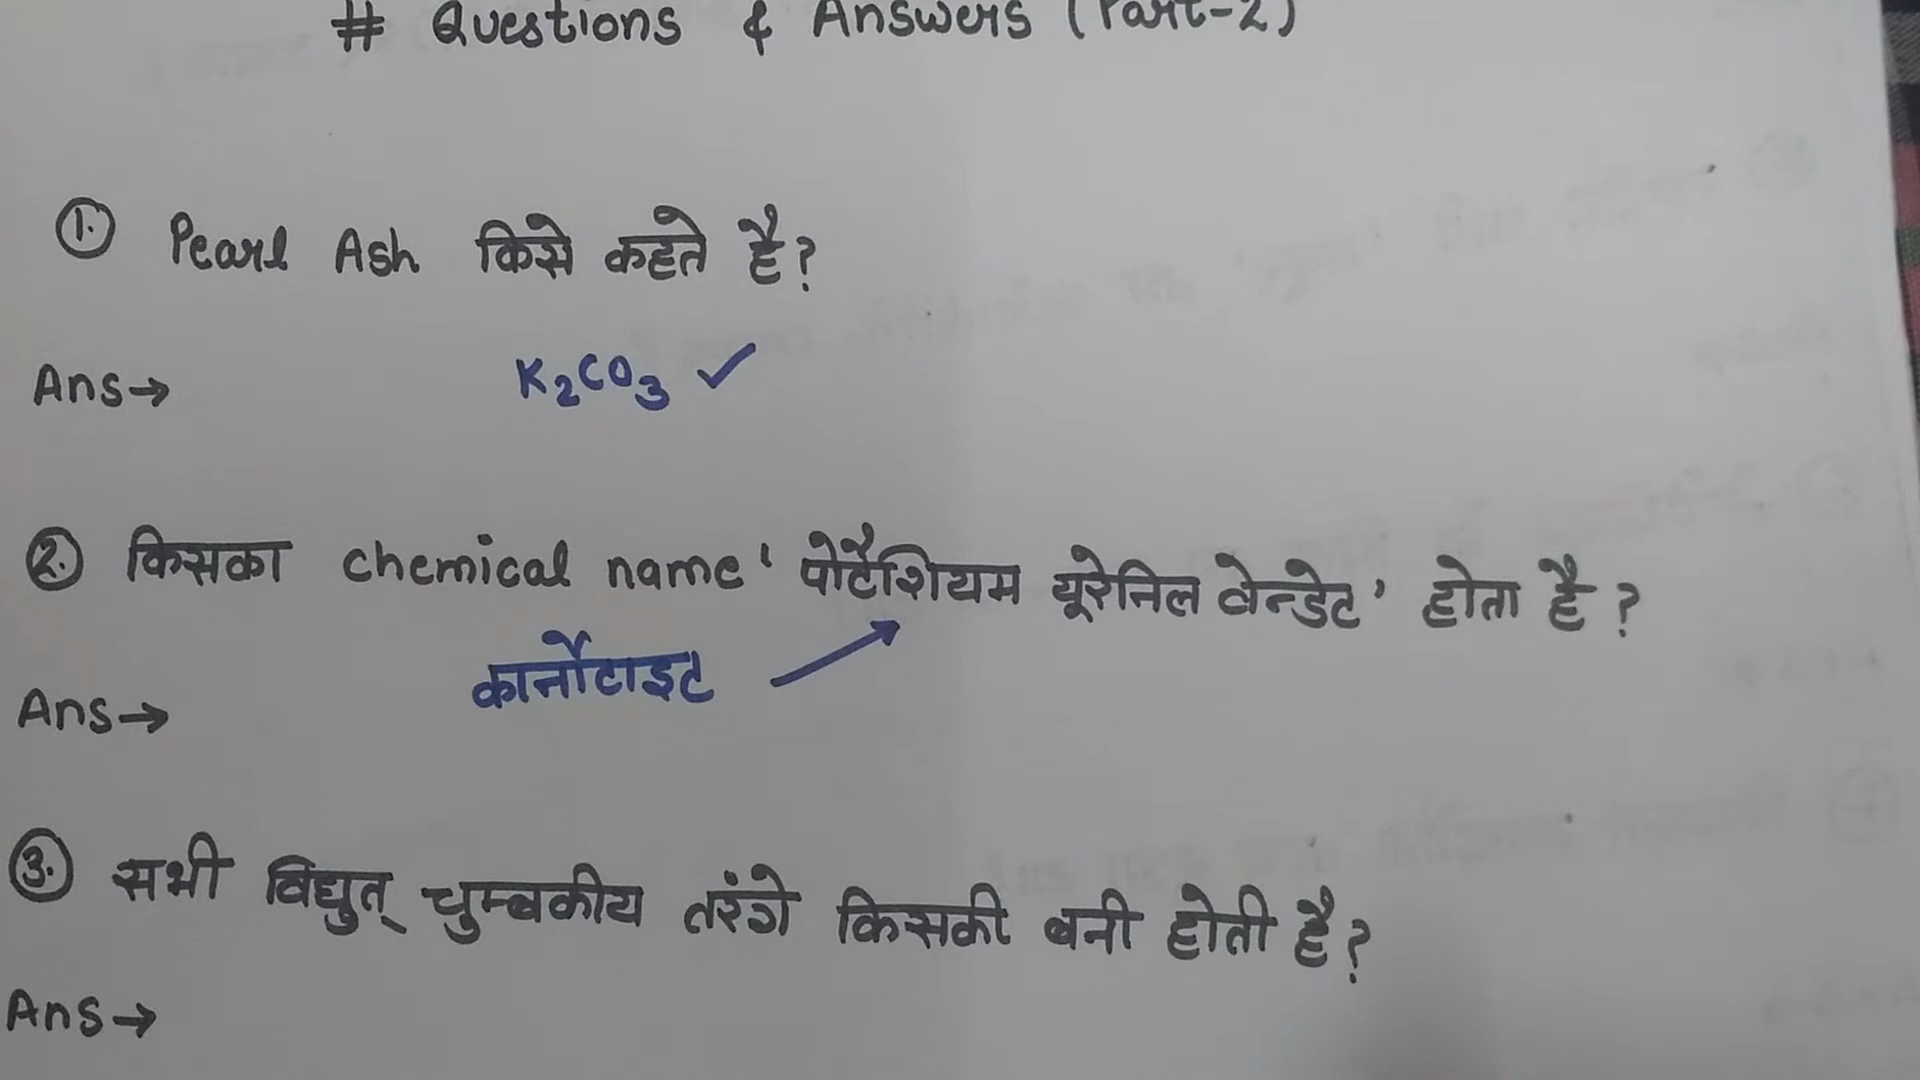 # Questions & Answers (Part-2)
①. Pearl Ash किसे कहते है?
Ans→ K₂CO₃ ✓
②. किसका chemical name 'पोटैशियम यूरेनिल वेन्डेट' होता है?
कार्नोटाइट
Ans→
③. सभी विद्युत् चुम्बकीय तरंगे किसकी बनी होती है?
Ans→